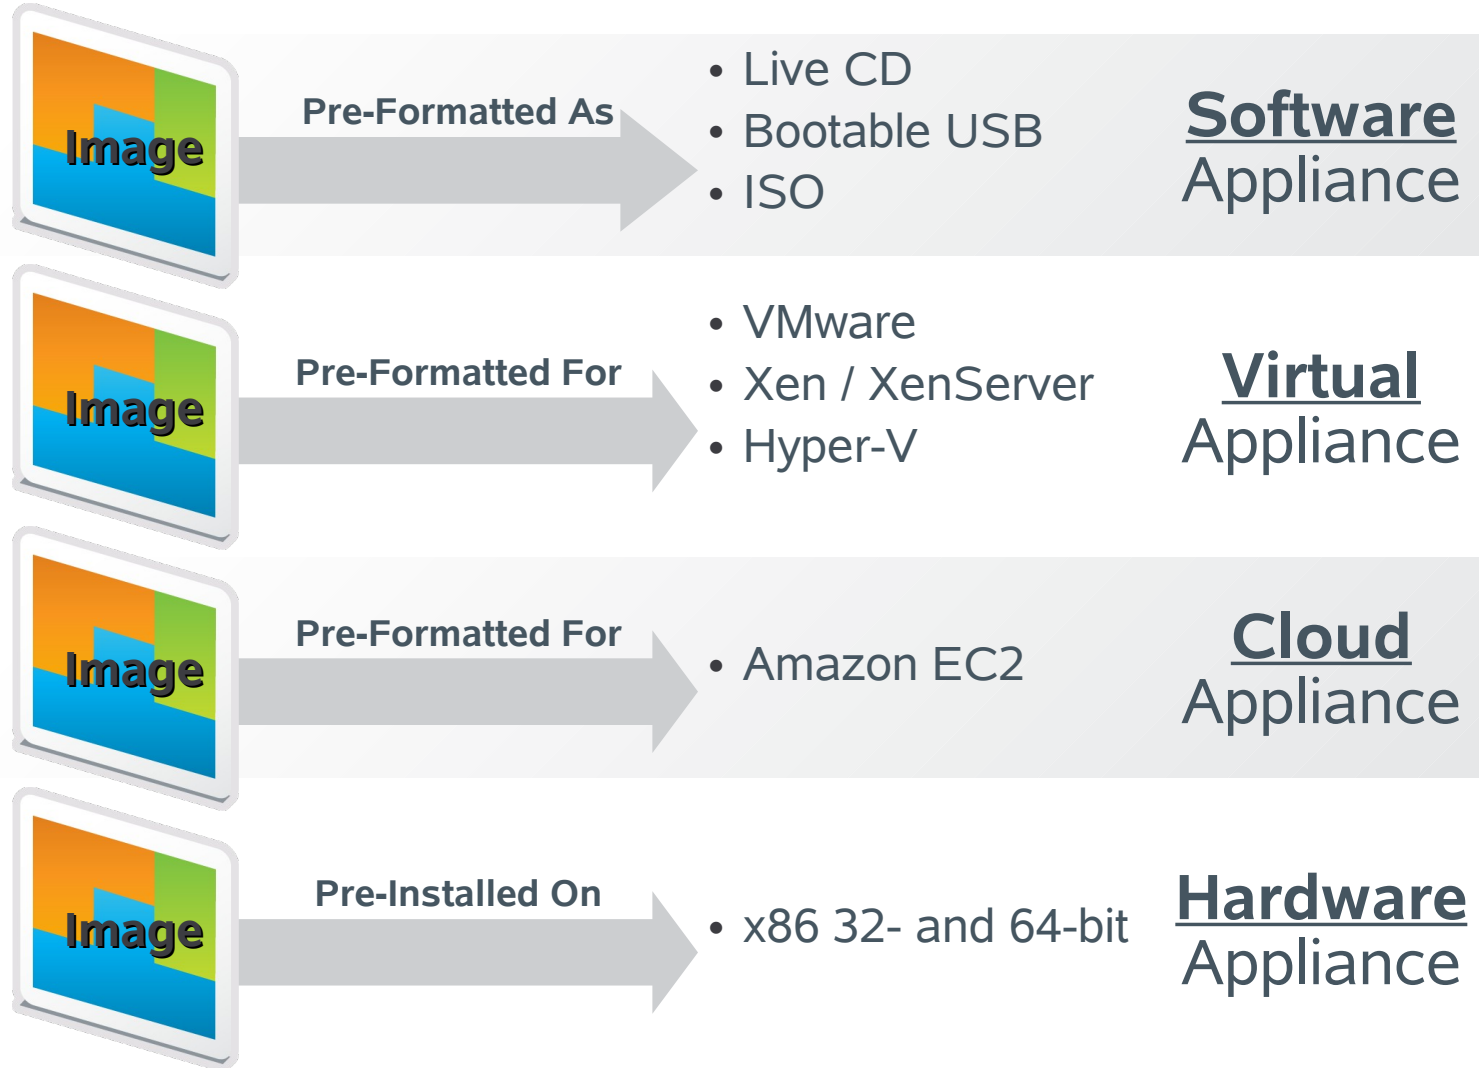 Image
Pre-Formatted As
• Live CD
• Bootable USB
• ISO
Software
Appliance
Image
Pre-Formatted For
• VMware
• Xen / XenServer
• Hyper-V
Virtual
Appliance
Image
Pre-Formatted For
• Amazon EC2
Cloud
Appliance
Image
Pre-Installed On
• x86 32- and 64-bit
Hardware
Appliance